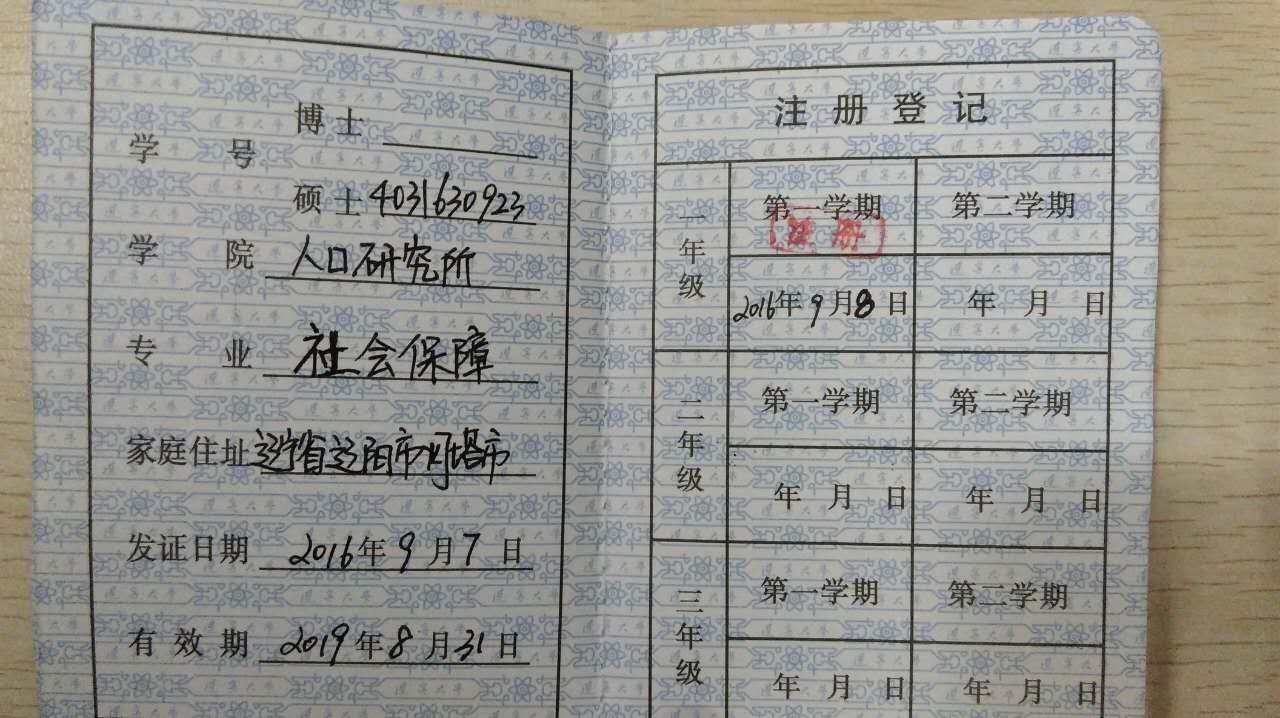 博士
学号
硕士 4031630923
学院 人口研究所
专业 社会保障
家庭住址 辽宁省辽阳市灯塔市
发证日期 2016年9月7日
有效期 2019年8月31日
注册登记
一年级
第一学期 第二学期
注册
2016年9月8日 年 月 日
二年级
第一学期 第二学期
年 月 日 年 月 日
三年级
第一学期 第二学期
年 月 日 年 月 日